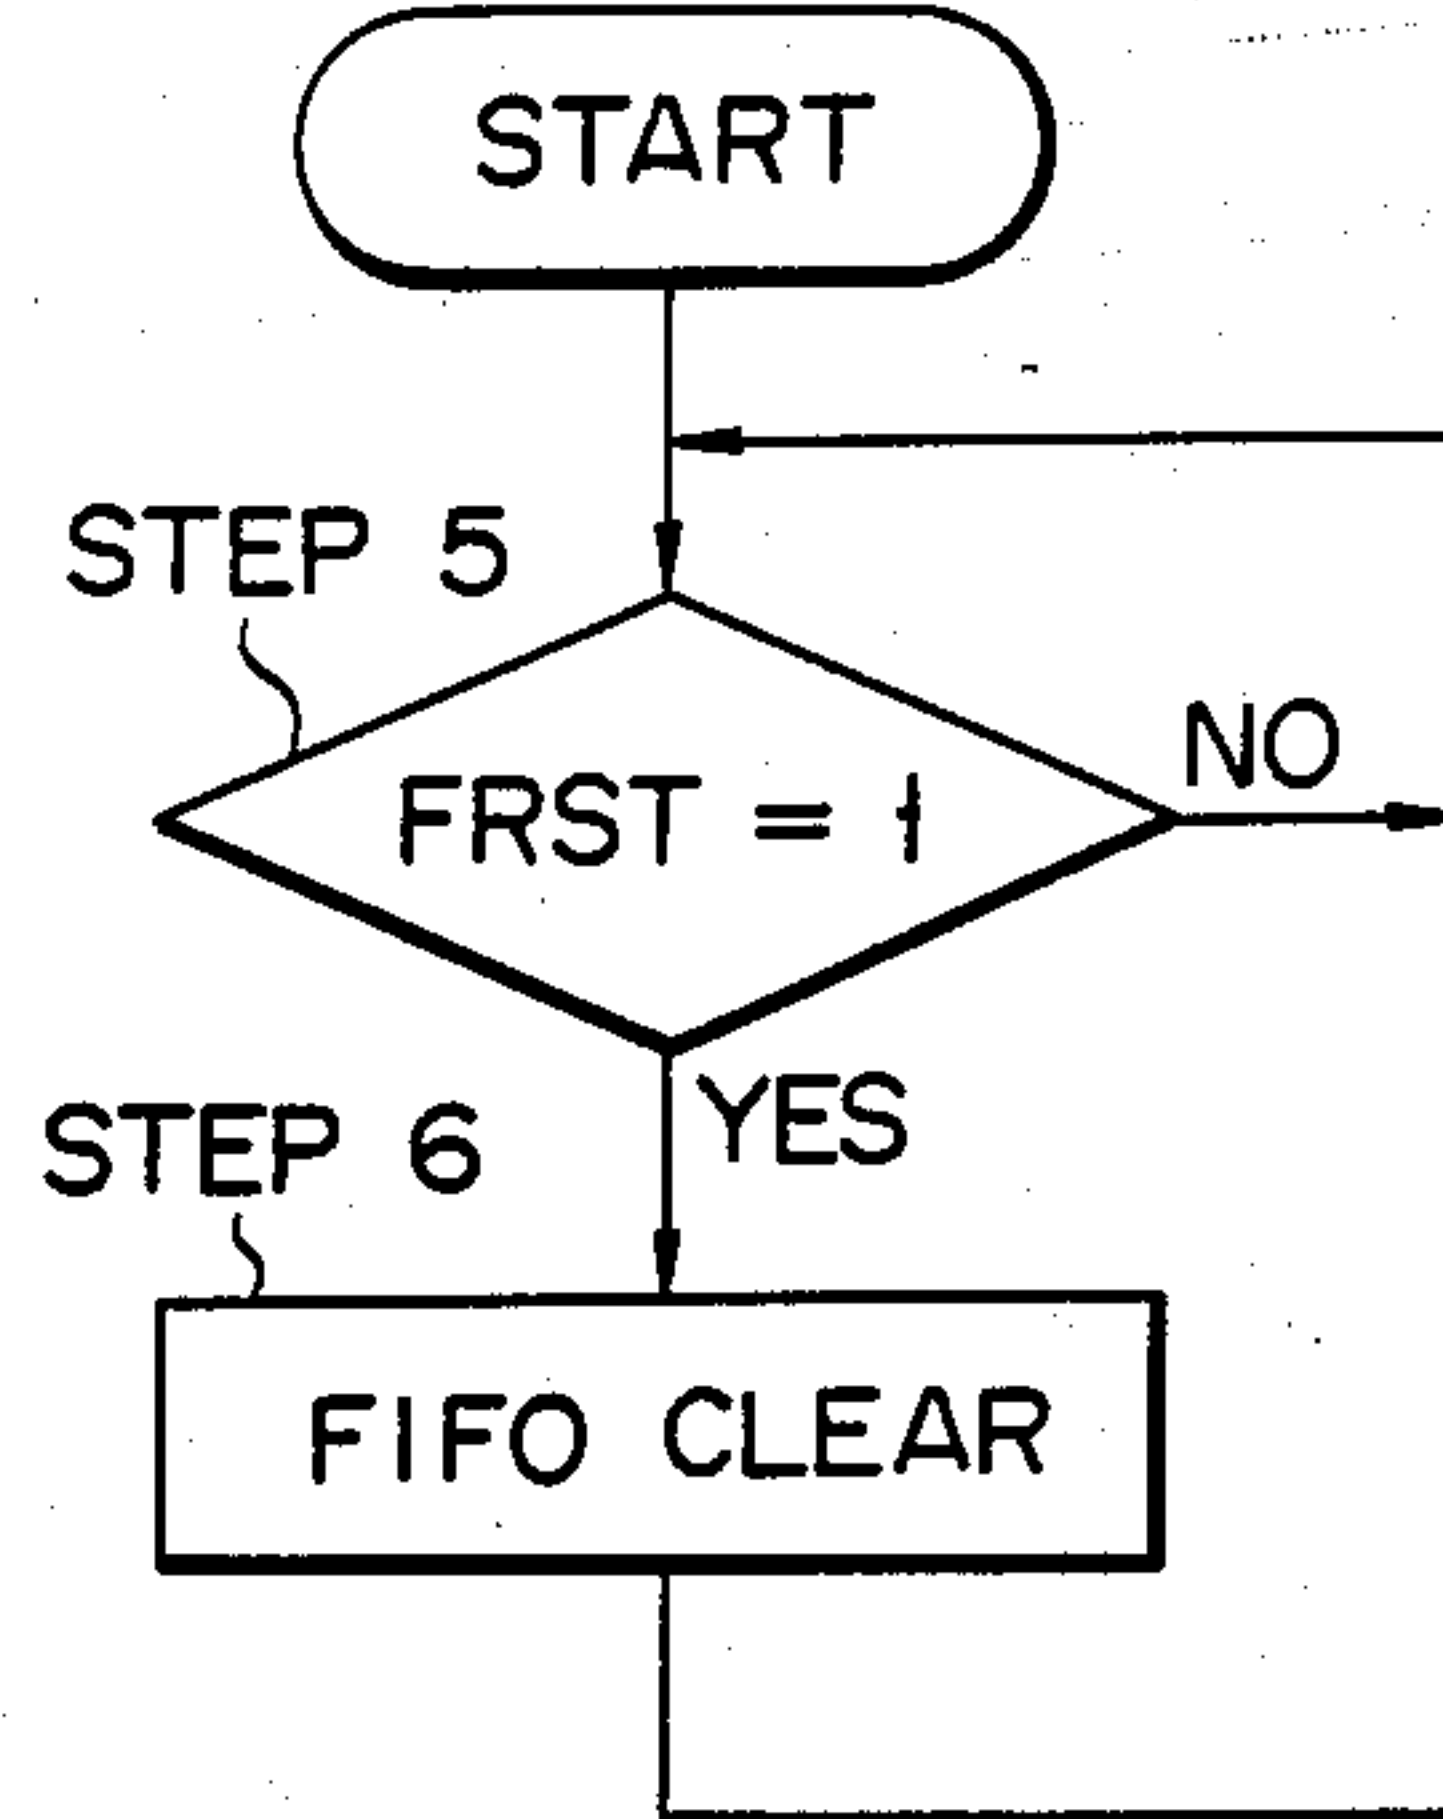 START
STEP 5
NO
FRST = 1
YES
STEP 6
FIFO CLEAR